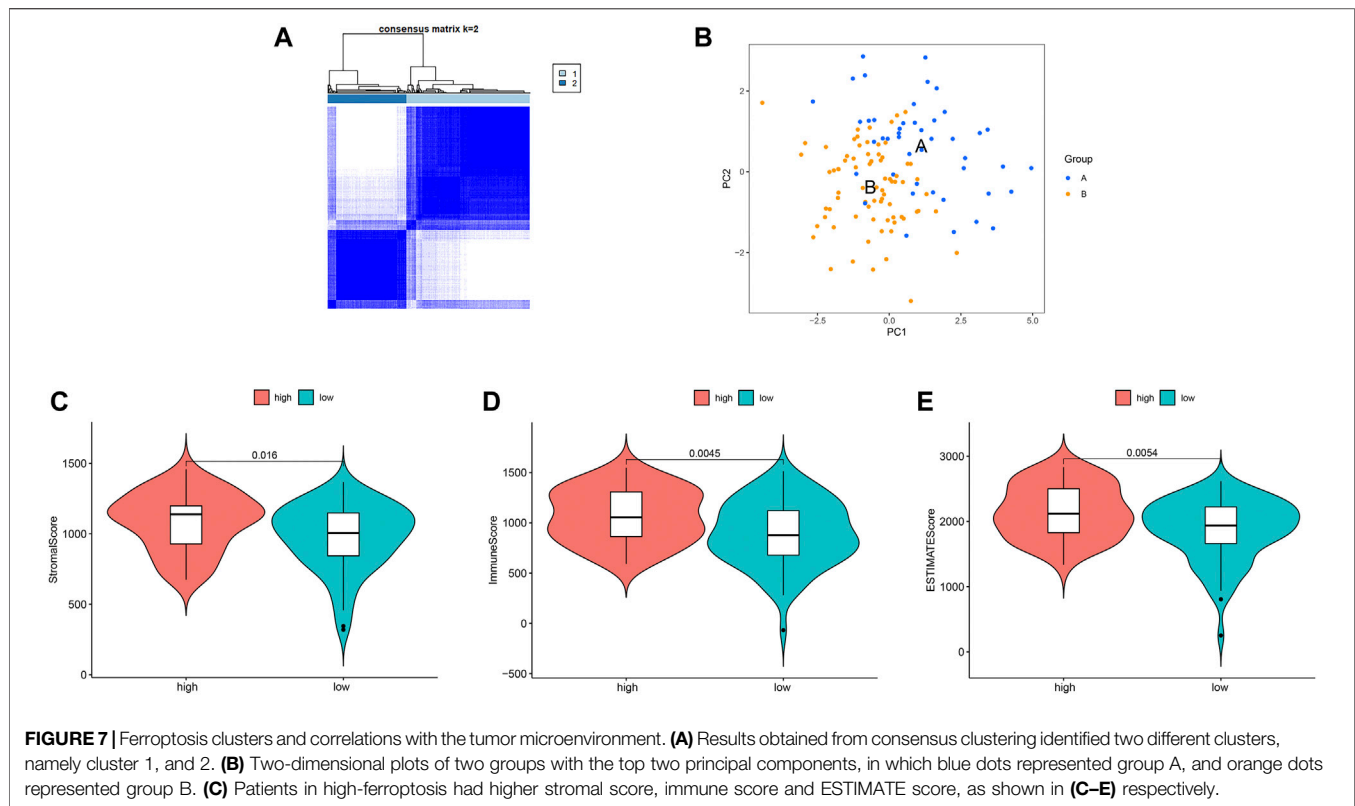 A
consensus matrix k=2
1
2
B
2
0
−2
PC2
A
B
−2.5
0.0
2.5
5.0
PC1
Group
A
B
C
high
low
1500
1000
500
0
StromalScore
0.016
high
low
D
high
low
1500
1000
500
0
−500
ImmuneScore
0.0045
high
low
E
high
low
3000
2000
1000
0
ESTIMATEScore
0.0054
high
low
FIGURE 7 | Ferroptosis clusters and correlations with the tumor microenvironment. (A) Results obtained from consensus clustering identified two different clusters,
namely cluster 1, and 2. (B) Two-dimensional plots of two groups with the top two principal components, in which blue dots represented group A, and orange dots
represented group B. (C) Patients in high-ferroptosis had higher stromal score, immune score and ESTIMATE score, as shown in (C–E) respectively.